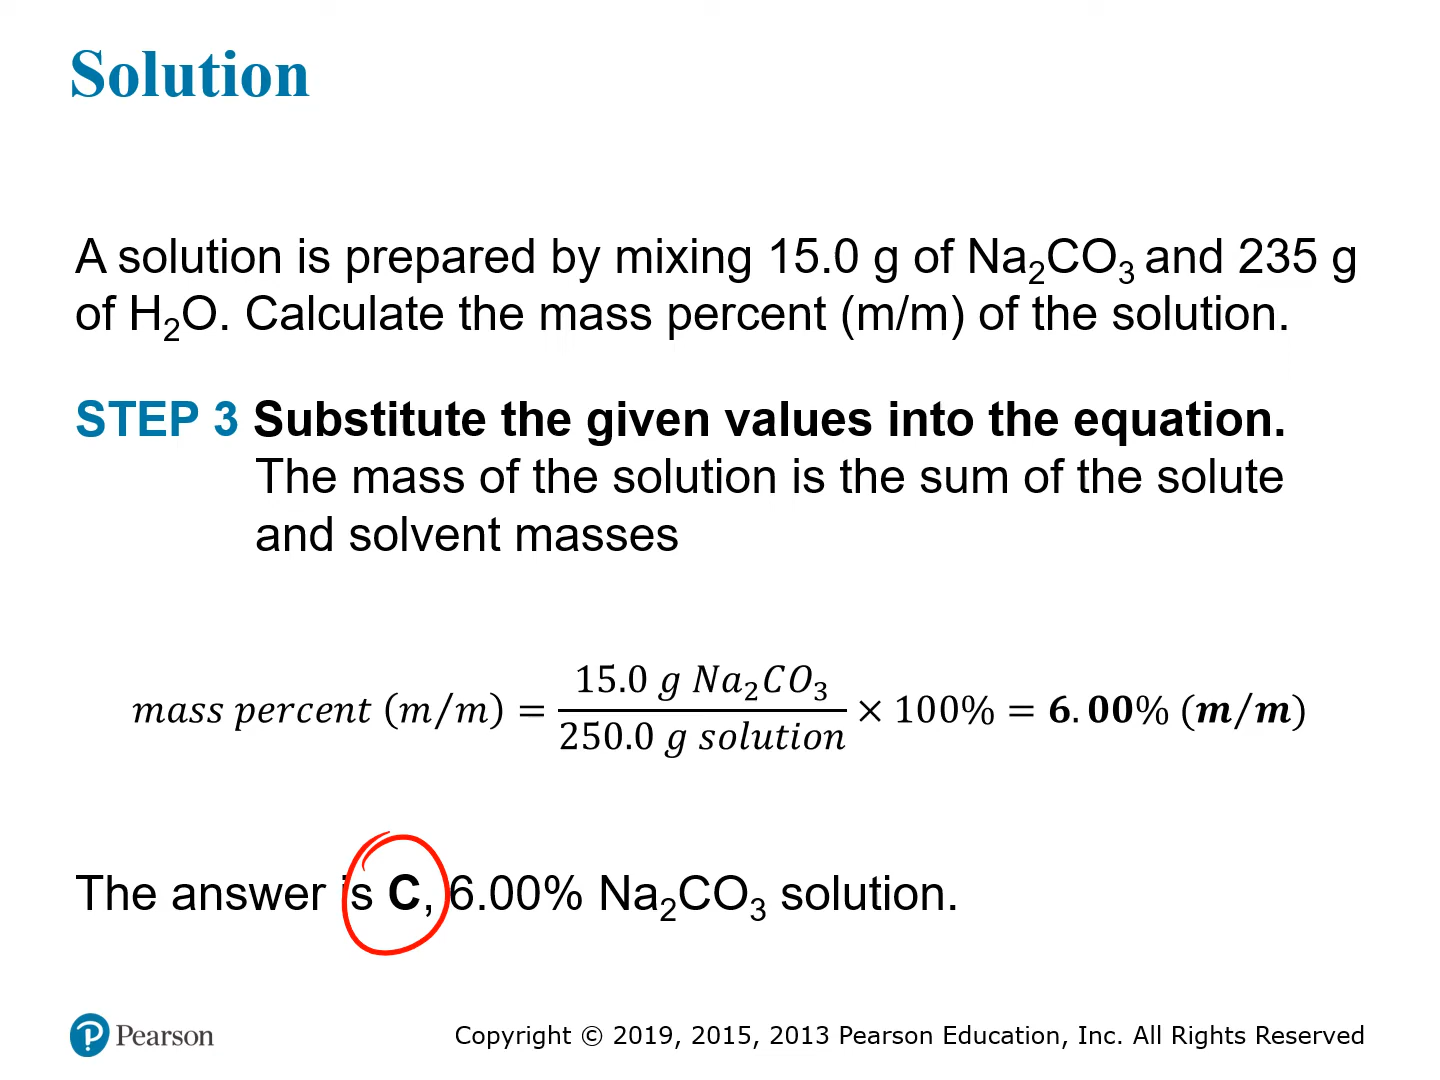 Solution
A solution is prepared by mixing 15.0 g of Na₂CO₃ and 235 g
of H₂O. Calculate the mass percent (m/m) of the solution.
STEP 3 Substitute the given values into the equation.
The mass of the solution is the sum of the solute
and solvent masses
mass percent (m/m) = 15.0 g Na₂CO₃ / 250.0 g solution × 100% = 6.00% (m/m)
The answer is C, 6.00% Na₂CO₃ solution.
Pearson
Copyright © 2019, 2015, 2013 Pearson Education, Inc. All Rights Reserved